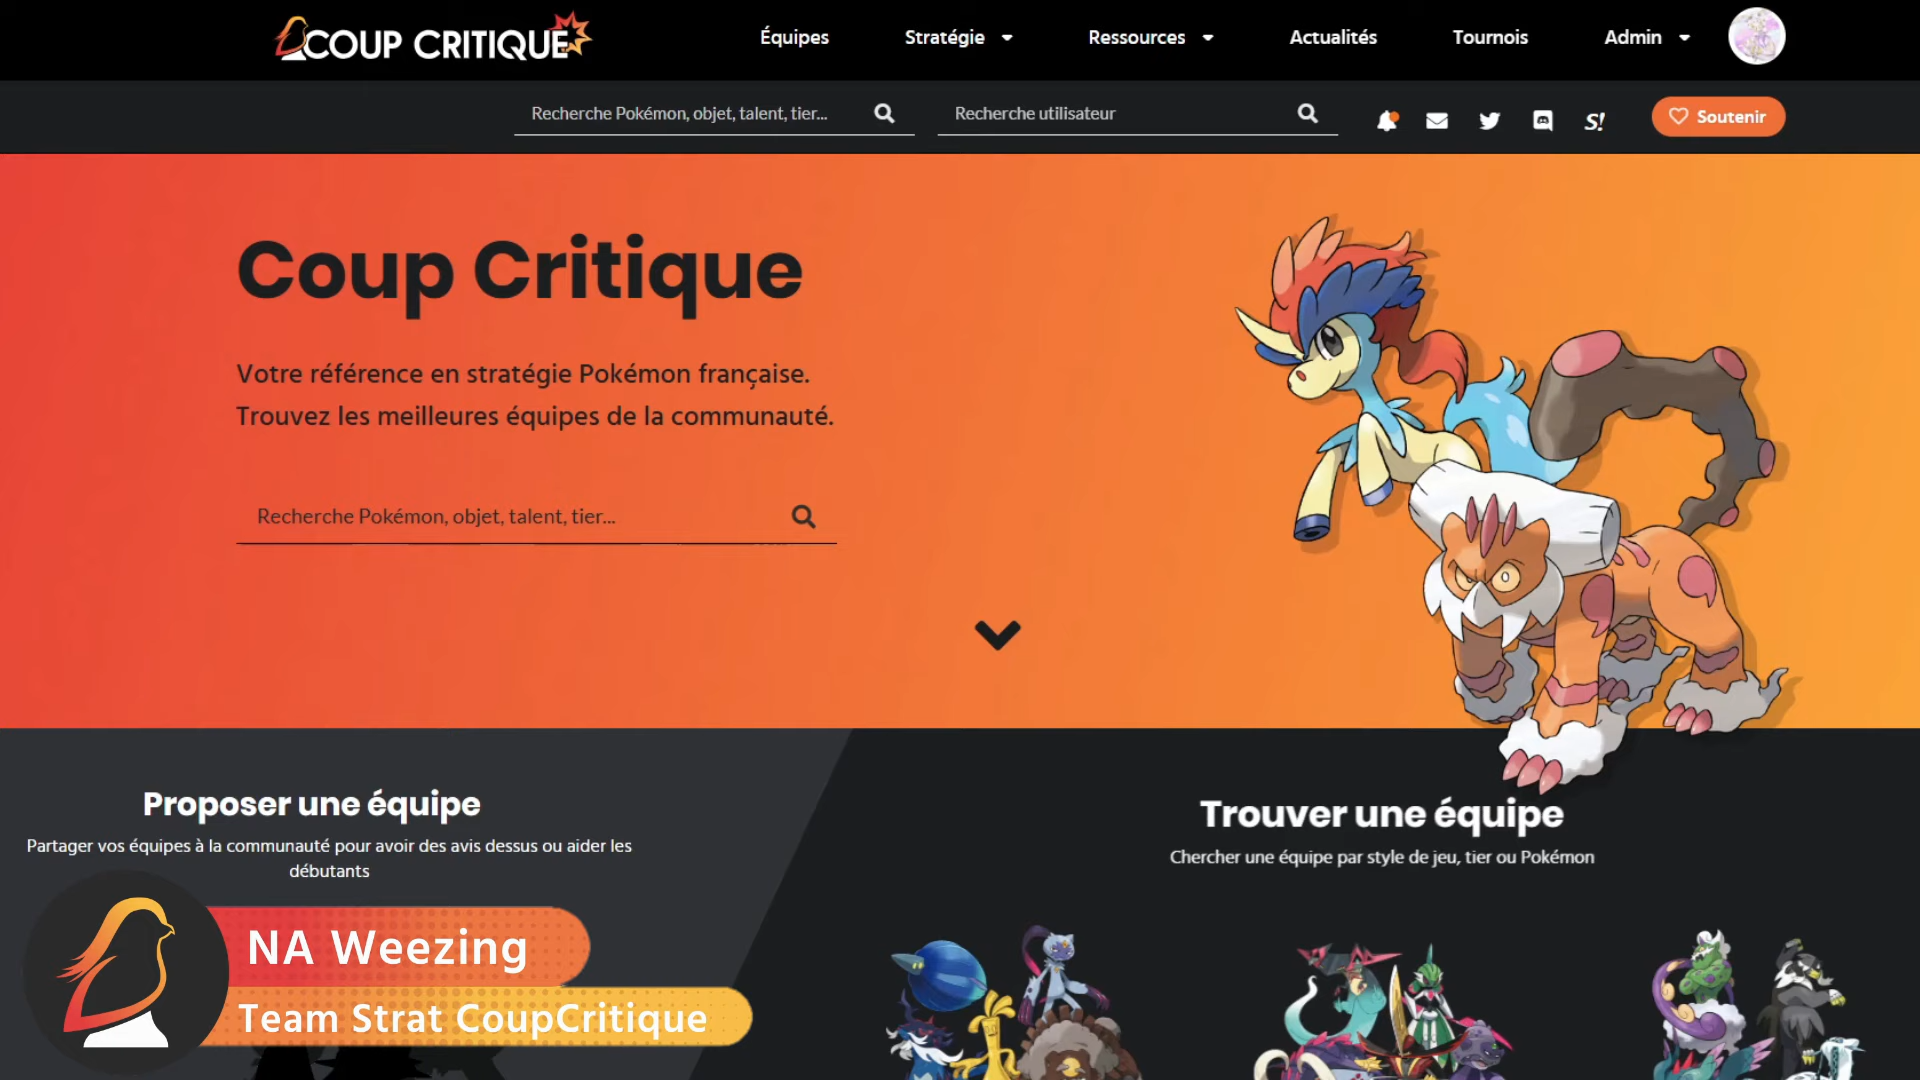 COUP CRITIQUE
Équipes
Stratégie
Ressources
Actualités
Tournois
Admin
Recherche Pokémon, objet, talent, tier...
Recherche utilisateur
S!
Soutenir
Coup Critique
Votre référence en stratégie Pokémon française.
Trouvez les meilleures équipes de la communauté.
Recherche Pokémon, objet, talent, tier...
Proposer une équipe
Partager vos équipes à la communauté pour avoir des avis dessus ou aider les
débutants
Trouver une équipe
Chercher une équipe par style de jeu, tier ou Pokémon
NA Weezing
Team Strat CoupCritique